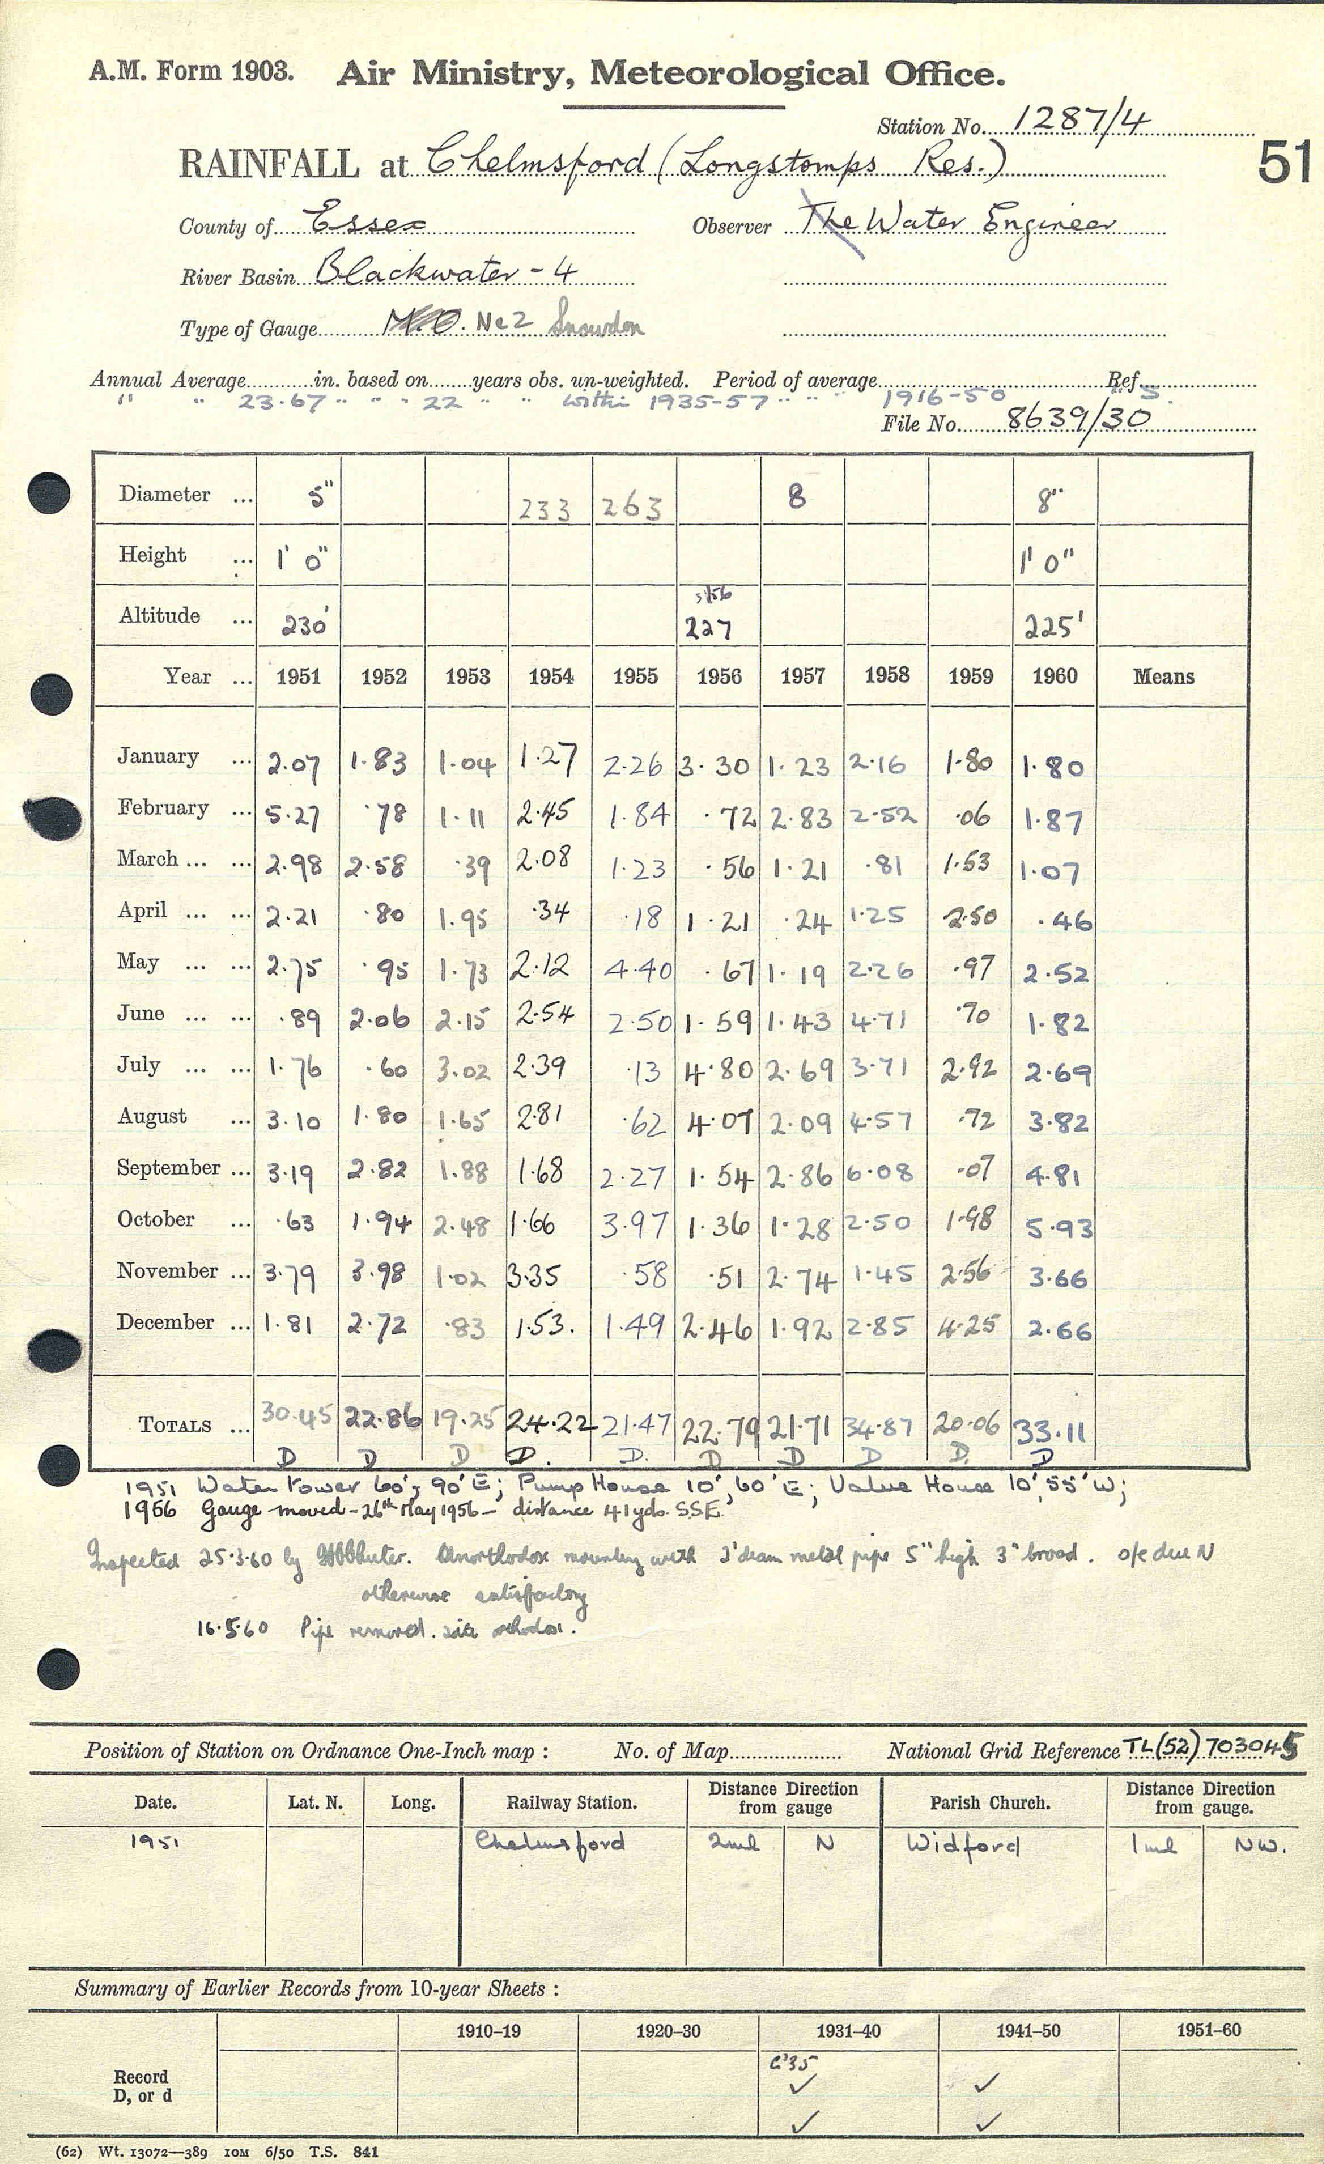 A.M. Form 1903. Air Ministry, Meteorological Office.
Station No. 1287/4
RAINFALL at Chelmsford (Longstomps Res.)
51
County of Essex Observer The Water Engineer
River Basin Blackwater - 4
Type of Gauge M.O. Nc2 Snowdon
Annual Average in. based on years obs. un-weighted. Period of average Ref
" " 23.67 " " " 22 " " within 1935-57 " " " 1916-50 "S.
File No. 8639/30
Diameter ... 5" 233 263 8 8"
Height ... 1' 0" 1' 0"
5/56
Altitude ... 230' 227 225'
Year ... 1951 1952 1953 1954 1955 1956 1957 1958 1959 1960 Means
January ... 2.07 1.83 1.04 1.27 2.26 3.30 1.23 2.16 1.80 1.80
February ... 5.27 .78 1.11 2.45 1.84 .72 2.83 2.52 .06 1.87
March ... ... 2.98 2.58 .39 2.08 1.23 .56 1.21 .81 1.53 1.07
April ... ... 2.21 .80 1.95 .34 .18 1.21 .24 1.25 2.50 .46
May ... ... 2.75 .95 1.73 2.12 4.40 .67 1.19 2.26 .97 2.52
June ... ... .89 2.06 2.15 2.54 2.50 1.59 1.43 4.71 .70 1.82
July ... ... 1.76 .60 3.02 2.39 .13 4.80 2.69 3.71 2.92 2.69
August ... 3.10 1.80 1.65 2.81 .62 4.07 2.09 4.57 .72 3.82
September ... 3.19 2.82 1.88 1.68 2.27 1.54 2.86 6.08 .07 4.81
October ... .63 1.94 2.48 1.66 3.97 1.36 1.28 2.50 1.98 5.93
November ... 3.79 3.98 1.02 3.35 .58 .51 2.74 1.45 2.56 3.66
December ... 1.81 2.72 .83 1.53. 1.49 2.46 1.92 2.85 4.25 2.66
TOTALS ... 30.45 22.86 19.25 24.22 21.47 22.79 21.71 34.87 20.06 33.11
D D D D. D. D D D D. D
1951 Water tower 60', 90' E; Pump House 10', 60' E; Value House 10', 55' W;
1956 Gauge moved - 26th May 1956 - distance 41 yds. SSE
Inspected 25.3.60 by Unorthodox mounting with 2' diam metal pipe 5" high 3" broad. o/c due N
otherwise satisfactory
16.5.60 Pipe removed. site orthodox.
Position of Station on Ordnance One-Inch map : No. of Map National Grid Reference TL (52) 703045
Date. Lat. N. Long. Railway Station. Distance from gauge Direction Parish Church. Distance from gauge. Direction
1951 Chelmsford 2ml N Widford 1ml NW.
Summary of Earlier Records from 10-year Sheets :
1910–19 1920–30 1931–40 1941–50 1951–60
c'35
Record ✓ ✓
D, or d
✓ ✓
(62) Wt. 13072—389 10M 6/50 T.S. 841